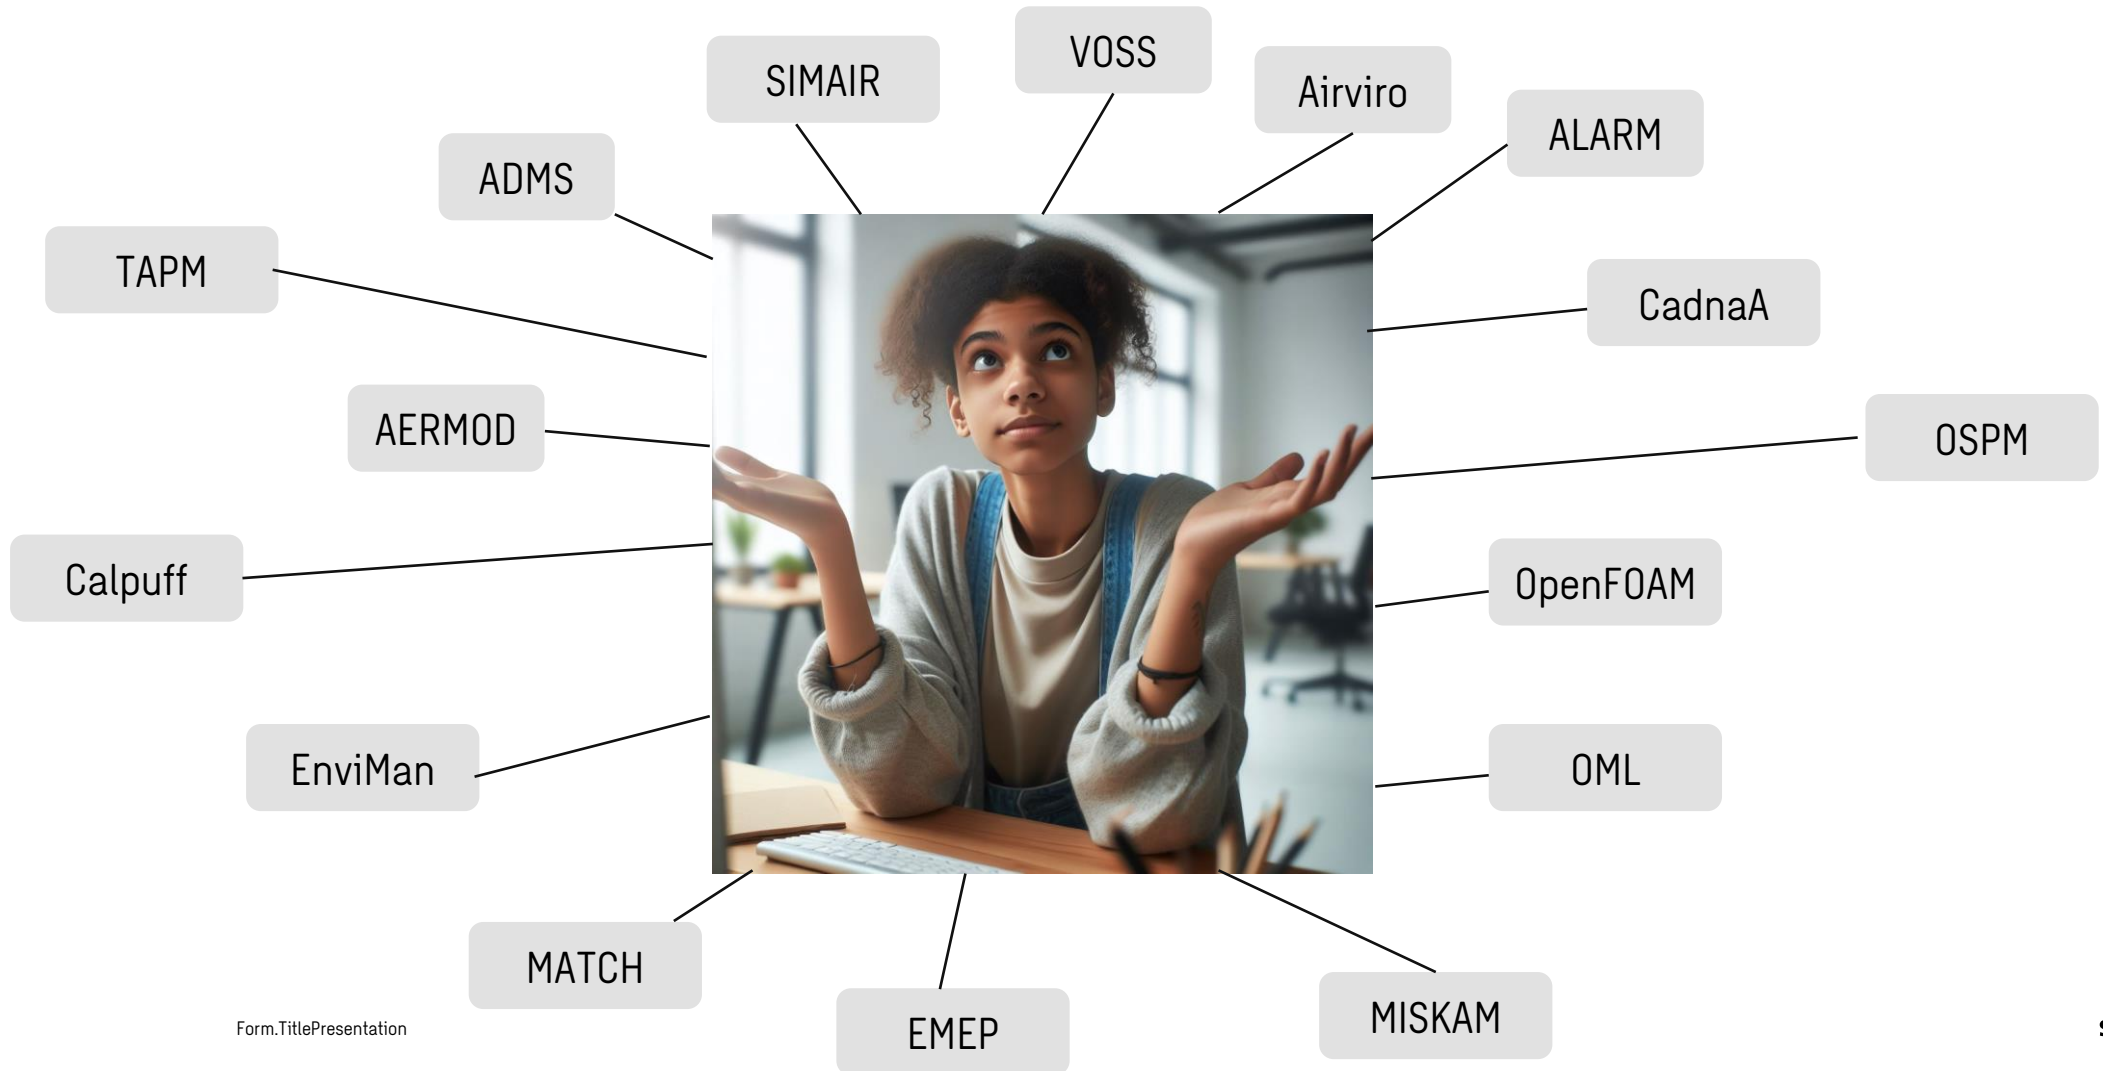 VOSS
SIMAIR
Airviro
ALARM
ADMS
TAPM
CadnaA
AERMOD
OSPM
Calpuff
OpenFOAM
EnviMan
OML
MATCH
EMEP
MISKAM
Form.TitlePresentation